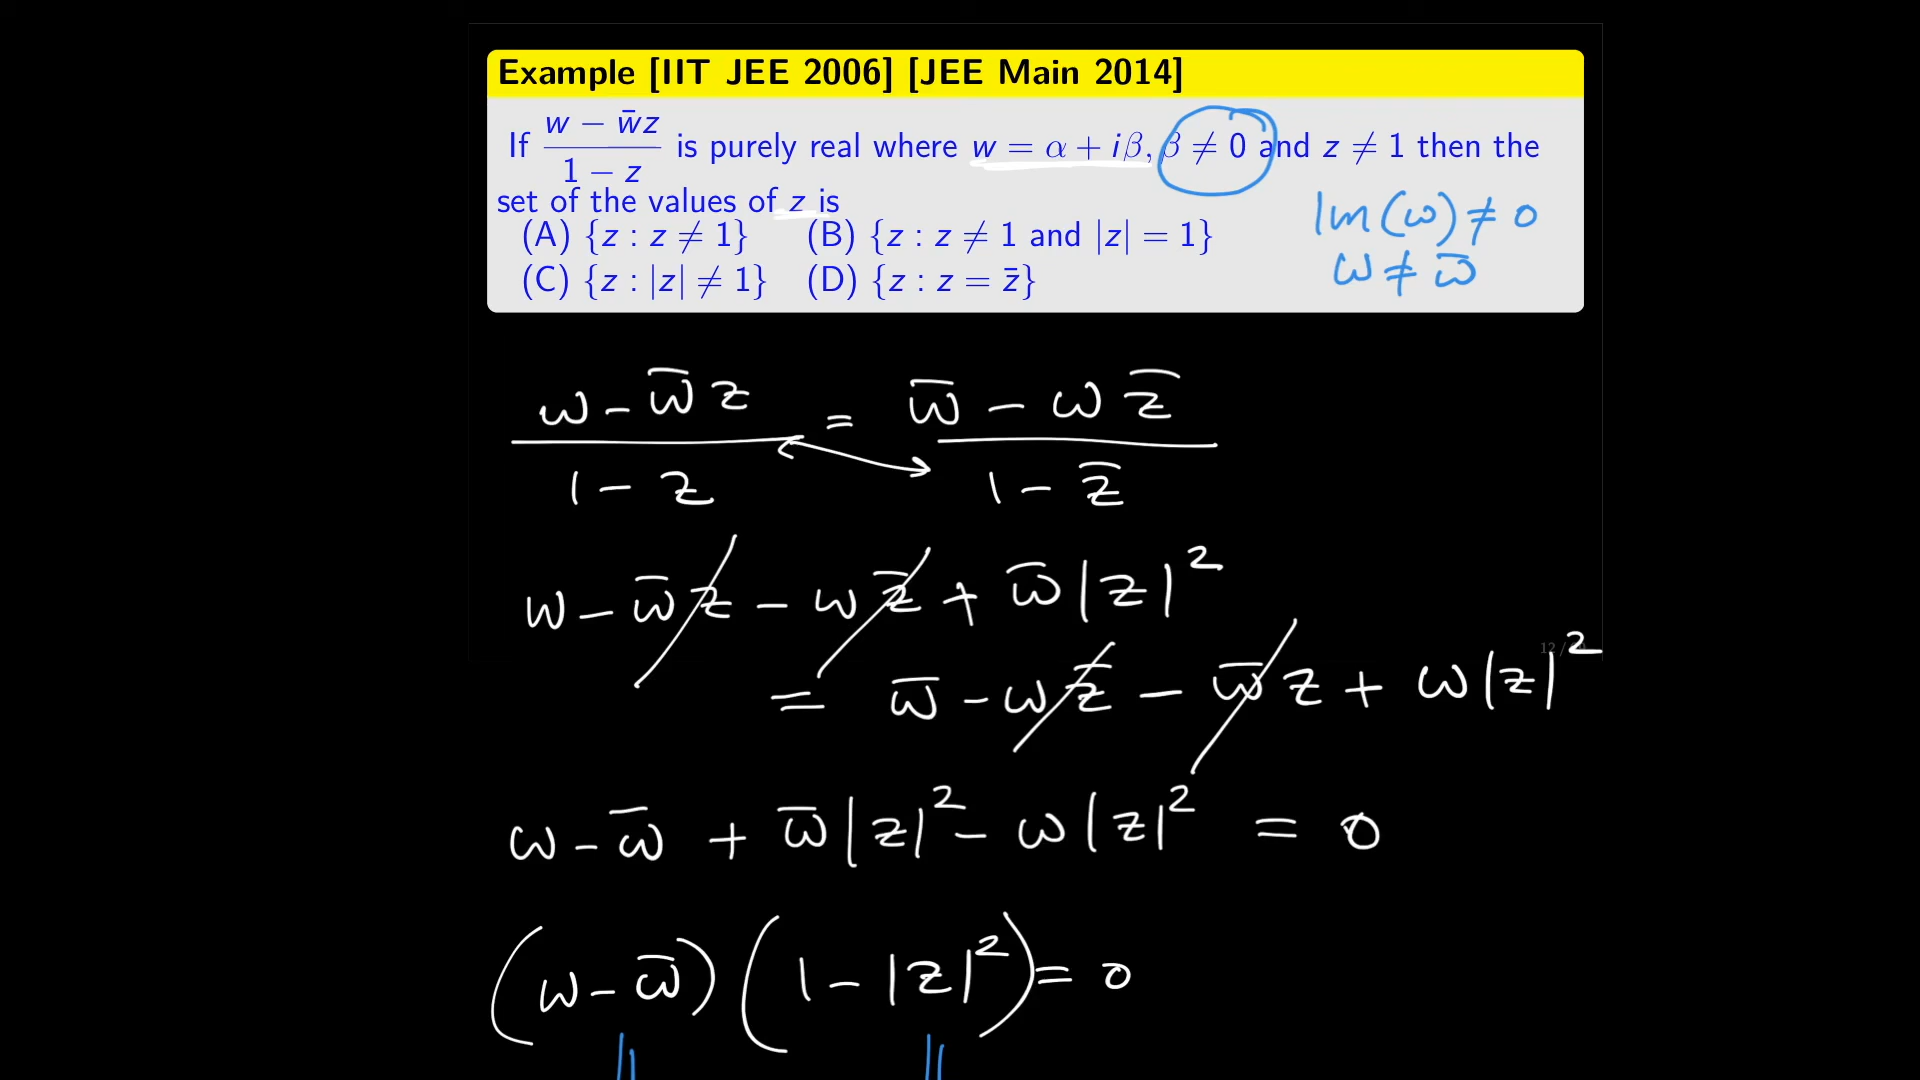 Example [IIT JEE 2006] [JEE Main 2014]
If (w − w̄z)/(1 − z) is purely real where w = α + iβ, β ≠ 0 and z ≠ 1 then the
set of the values of z is
(A) {z : z ≠ 1} (B) {z : z ≠ 1 and |z| = 1}
(C) {z : |z| ≠ 1} (D) {z : z = z̄}
Im(ω) ≠ 0
ω ≠ ω̄
(ω − ω̄z)/(1 − z) = (ω̄ − ωz̄)/(1 − z̄)
ω − ω̄z − ωz̄ + ω̄|z|²
= ω̄ − ωz̄ − ω̄z + ω|z|²
ω − ω̄ + ω̄|z|² − ω|z|² = 0
(ω − ω̄)(1 − |z|²) = 0